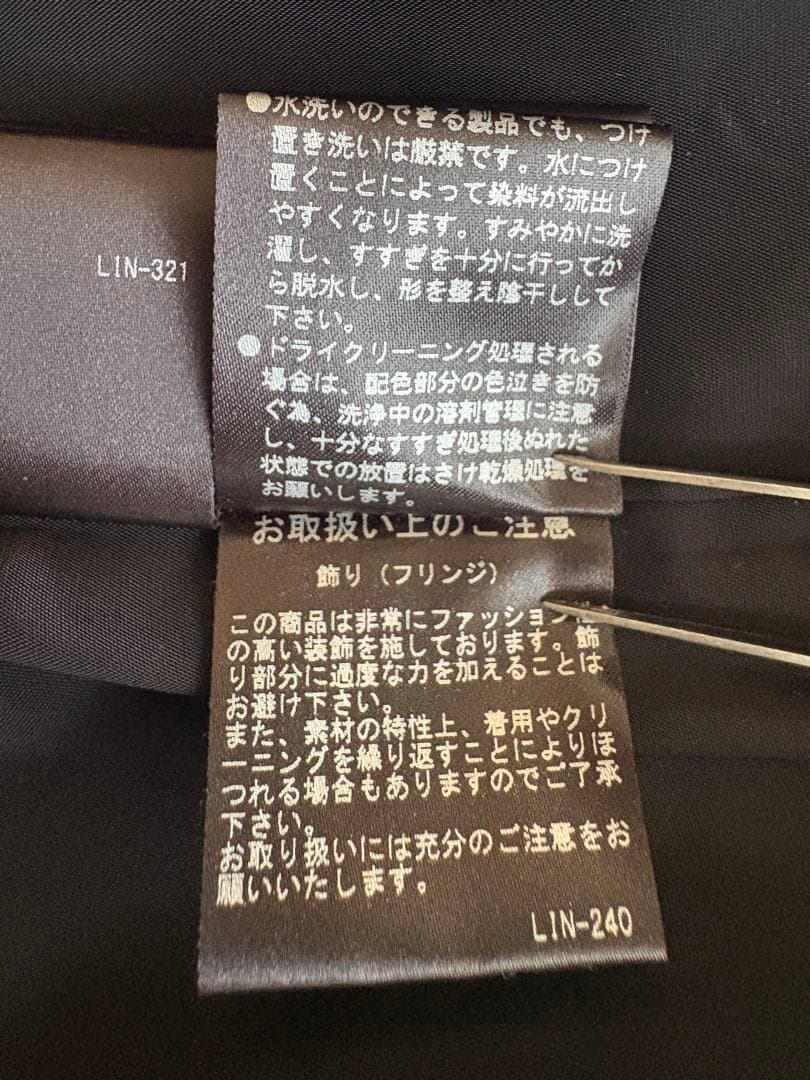 ●水洗いのできる製品でも、つけ
置き洗いは厳禁です。水につけ
置くことによって染料が流出し
やすくなります。すみやかに洗
濯し、すすぎを十分に行ってか
ら脱水し、形を整え陰干しして
下さい。
●ドライクリーニング処理される
場合は、配色部分の色泣きを防
ぐ為、洗浄中の溶剤管理に注意
し、十分なすすぎ処理後ぬれた
状態での放置はさけ乾燥処理を
お願いします。
LIN-321
お取扱い上のご注意
飾り（フリンジ）
この商品は非常にファッション性
の高い装飾を施しております。飾
り部分に過度な力を加えることは
お避け下さい。
また、素材の特性上、着用やクリ
ーニングを繰り返すことによりほ
つれる場合もありますのでご了承
下さい。
お取り扱いには充分のご注意をお
願いいたします。
LIN-240